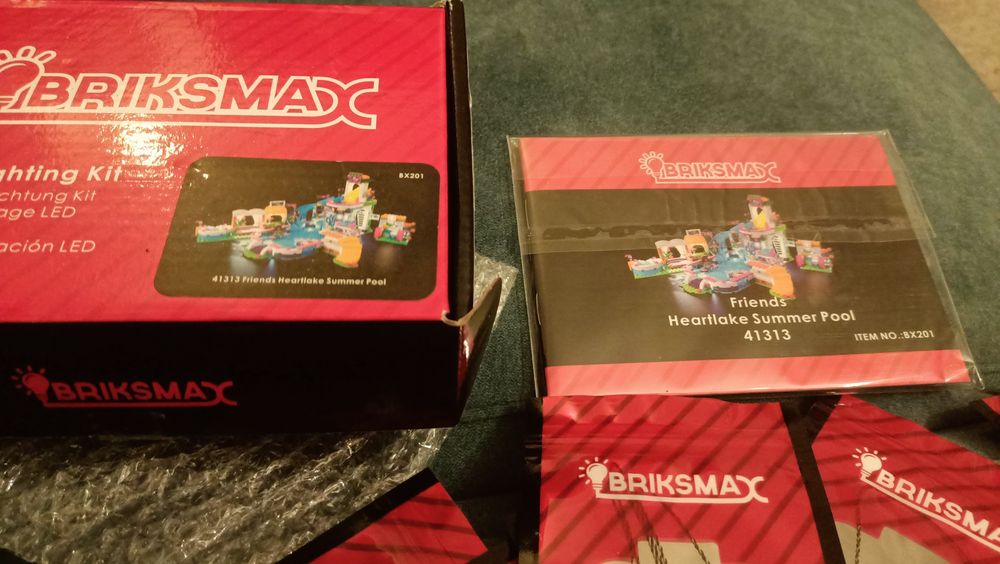 BRIKSMAX
ghting Kit
chtung Kit
age LED
ación LED
BX201
41313 Friends Heartlake Summer Pool
BRIKSMAX
BRIKSMAX
Friends
Heartlake Summer Pool
41313
ITEM NO.:BX201
BRIKSMAX
BRIKSMA